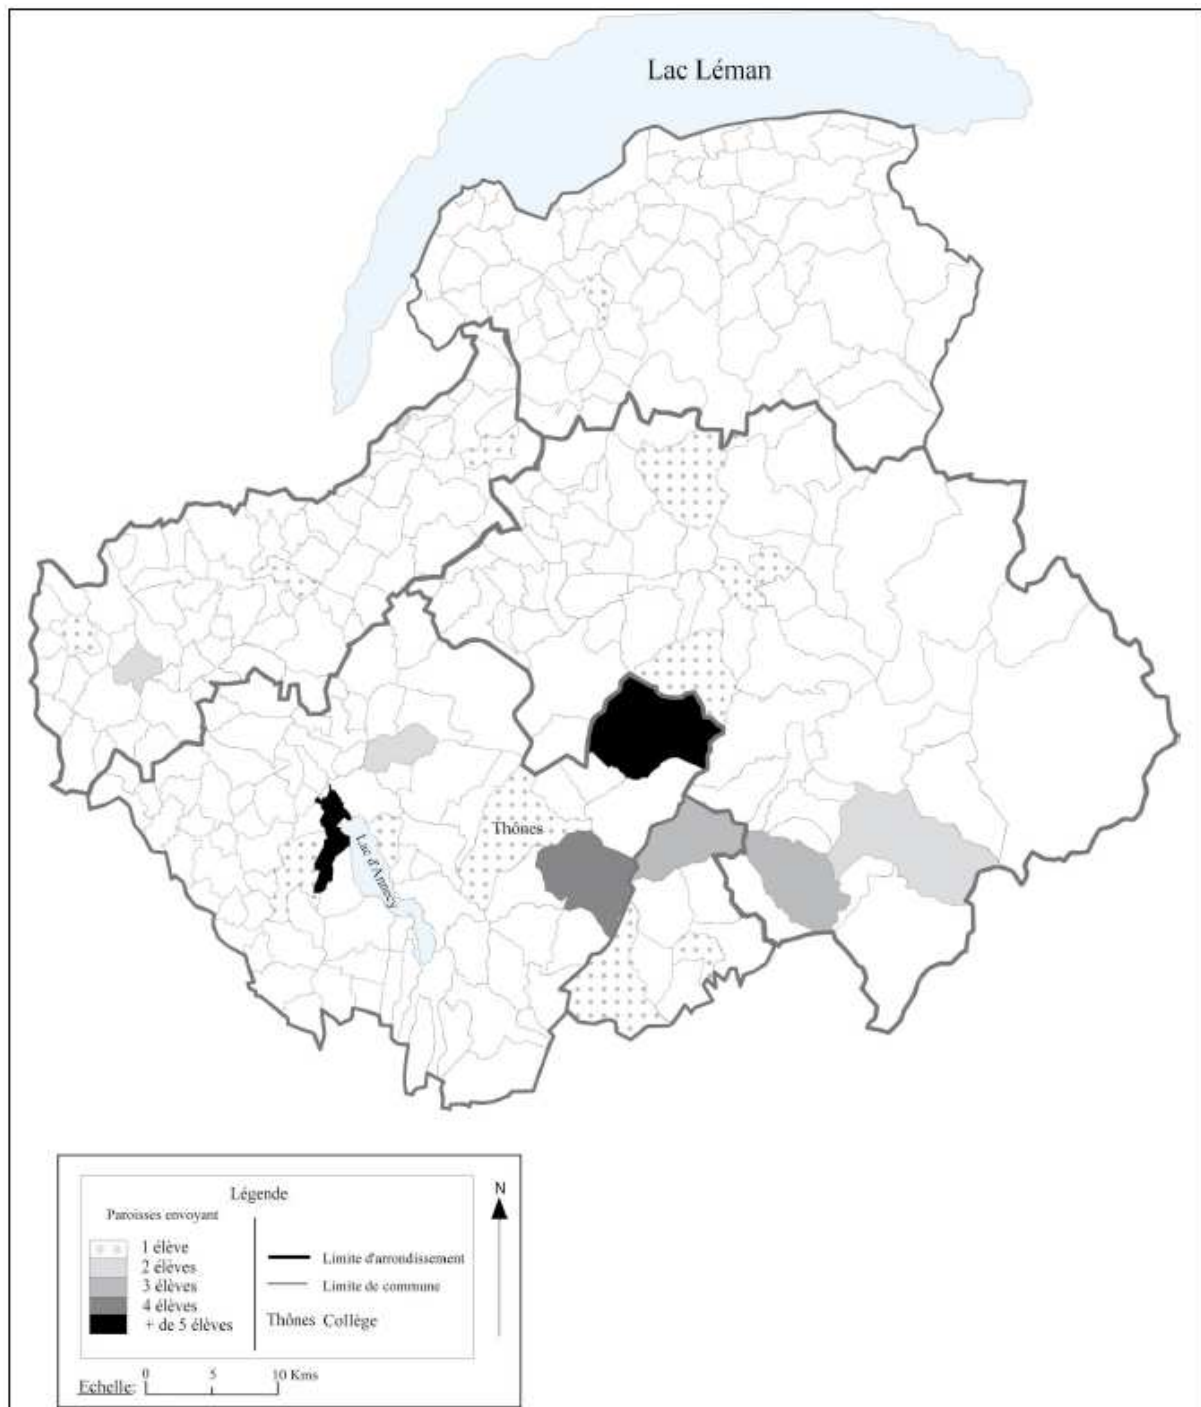 Lac Léman
Thônes
Lac d'Annecy
Légende
Paroisses envoyant
1 élève
2 élèves
3 élèves
4 élèves
+ de 5 élèves
Limite d'arrondissement
Limite de commune
Thônes Collège
N
Echelle:
0 5 10 Kms